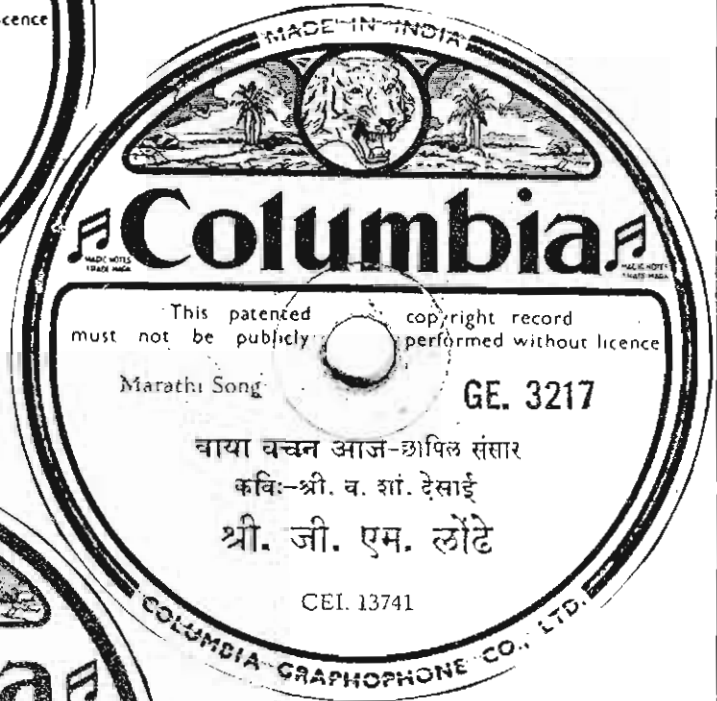 cence
MADE IN INDIA
Columbia
MAGIC NOTES
TRADE MARK
MAGIC NOTES
TRADE MARK
This patented copyright record
must not be publicly performed without licence
Marathi Song
GE. 3217
वाया वचन आज-छापिल संसार
कविः-श्री. व. शां. देसाई
श्री. जी. एम. लोंढे
CEI. 13741
COLUMBIA GRAPHOPHONE CO., LTD.